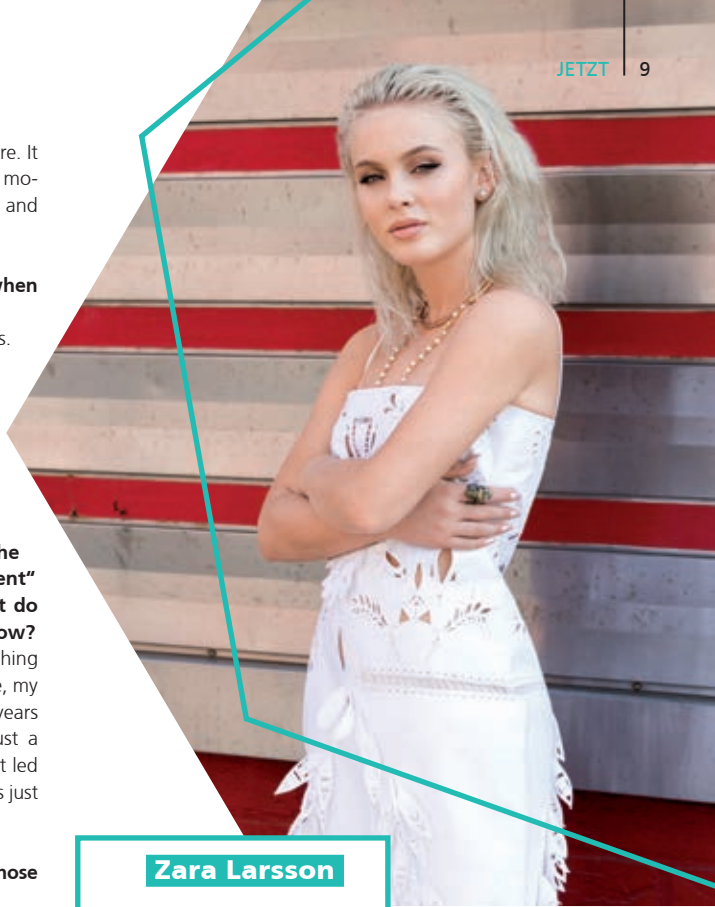 JETZT 9
re. It
mo-
and
when
s.
he
ent“
t do
ow?
hing
e, my
years
ust a
t led
s just
hose
Zara Larsson